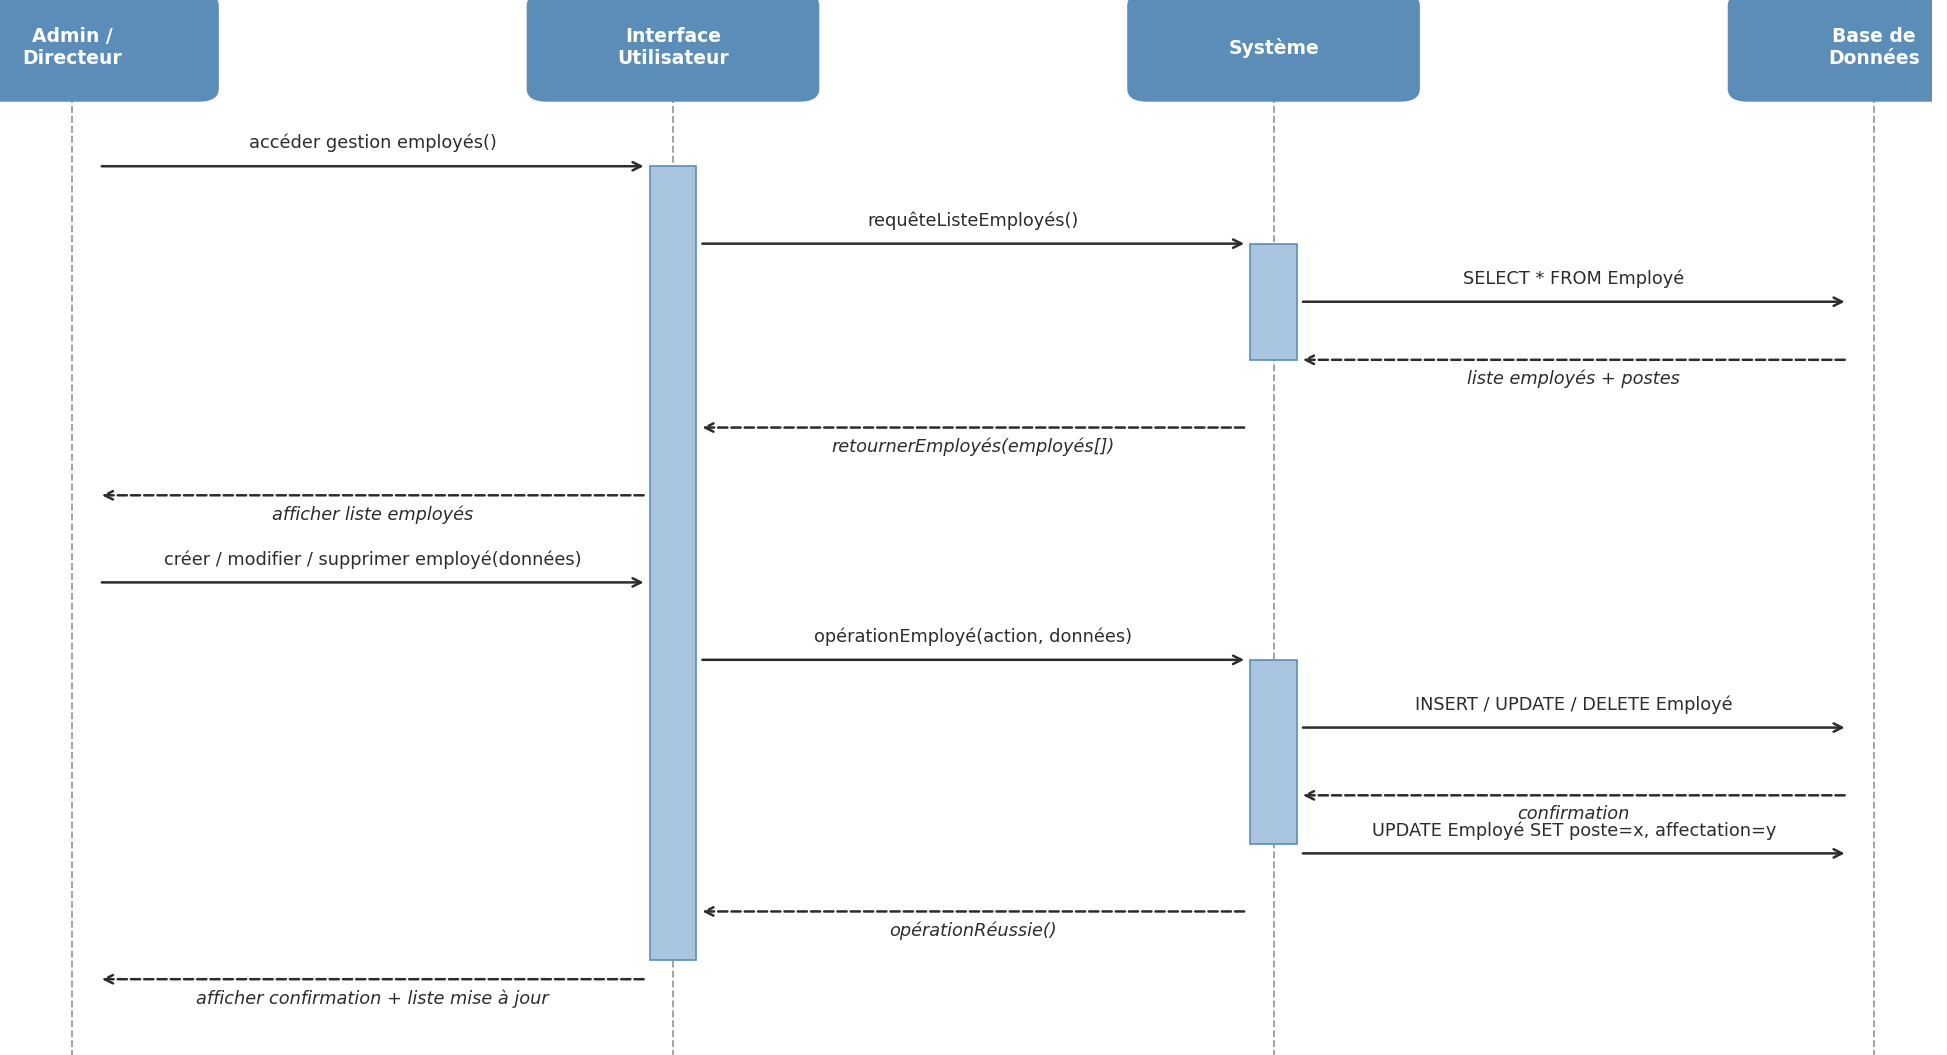 Admin /
Directeur
Interface
Utilisateur
Système
Base de
Données
accéder gestion employés()
requêteListeEmployés()
SELECT * FROM Employé
liste employés + postes
retournerEmployés(employés[])
afficher liste employés
créer / modifier / supprimer employé(données)
opérationEmployé(action, données)
INSERT / UPDATE / DELETE Employé
confirmation
UPDATE Employé SET poste=x, affectation=y
opérationRéussie()
afficher confirmation + liste mise à jour